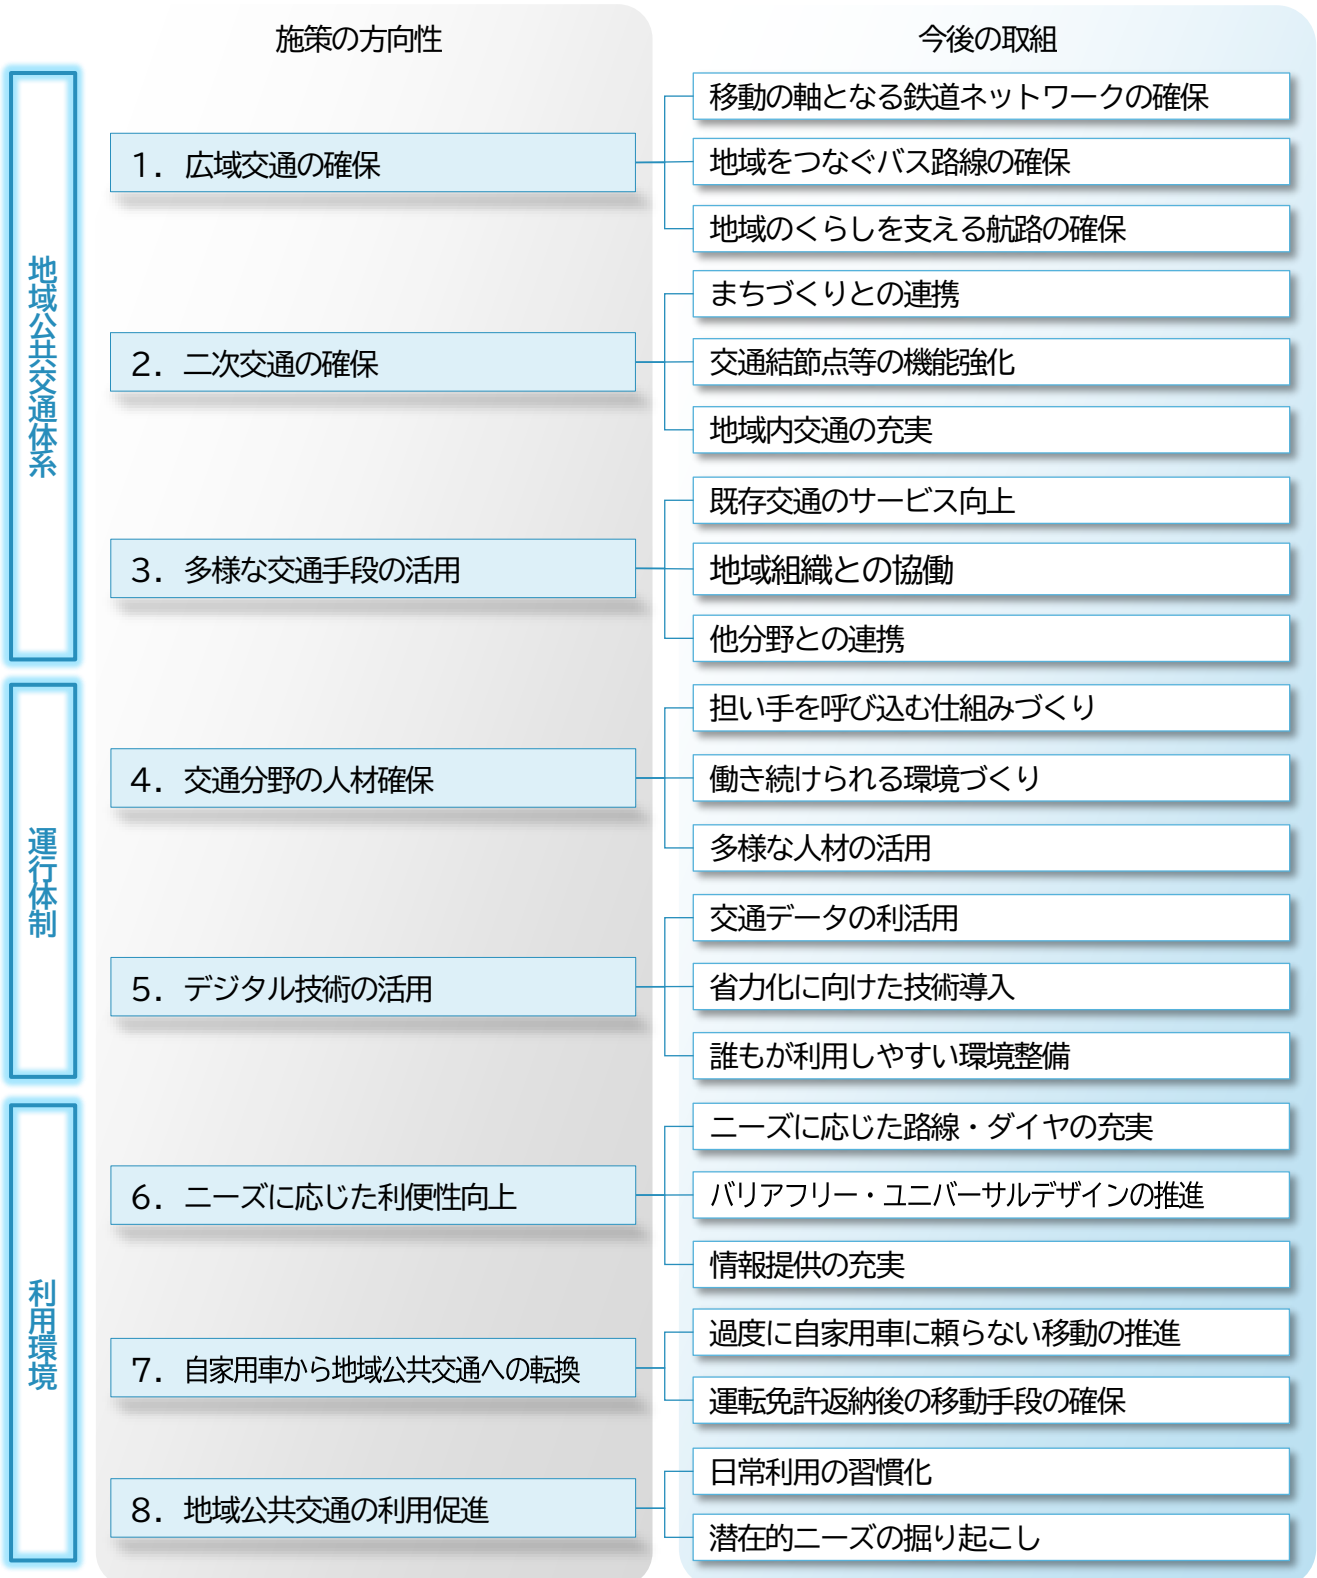 施策の方向性
今後の取組
地域公共交通体系
1．広域交通の確保
移動の軸となる鉄道ネットワークの確保
地域をつなぐバス路線の確保
地域のくらしを支える航路の確保
2．二次交通の確保
まちづくりとの連携
交通結節点等の機能強化
地域内交通の充実
3．多様な交通手段の活用
既存交通のサービス向上
地域組織との協働
他分野との連携
運行体制
4．交通分野の人材確保
担い手を呼び込む仕組みづくり
働き続けられる環境づくり
多様な人材の活用
5．デジタル技術の活用
交通データの利活用
省力化に向けた技術導入
誰もが利用しやすい環境整備
利用環境
6．ニーズに応じた利便性向上
ニーズに応じた路線・ダイヤの充実
バリアフリー・ユニバーサルデザインの推進
情報提供の充実
7．自家用車から地域公共交通への転換
過度に自家用車に頼らない移動の推進
運転免許返納後の移動手段の確保
8．地域公共交通の利用促進
日常利用の習慣化
潜在的ニーズの掘り起こし